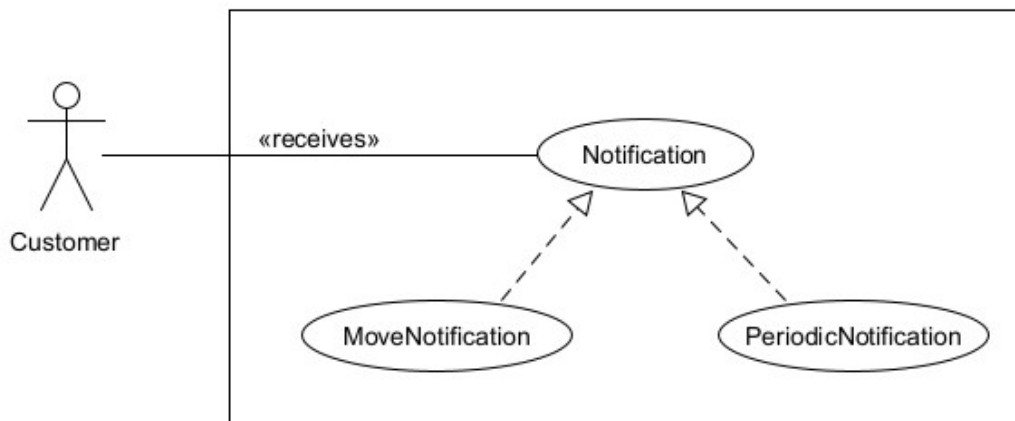 «receives»
Notification
Customer
MoveNotification
PeriodicNotification